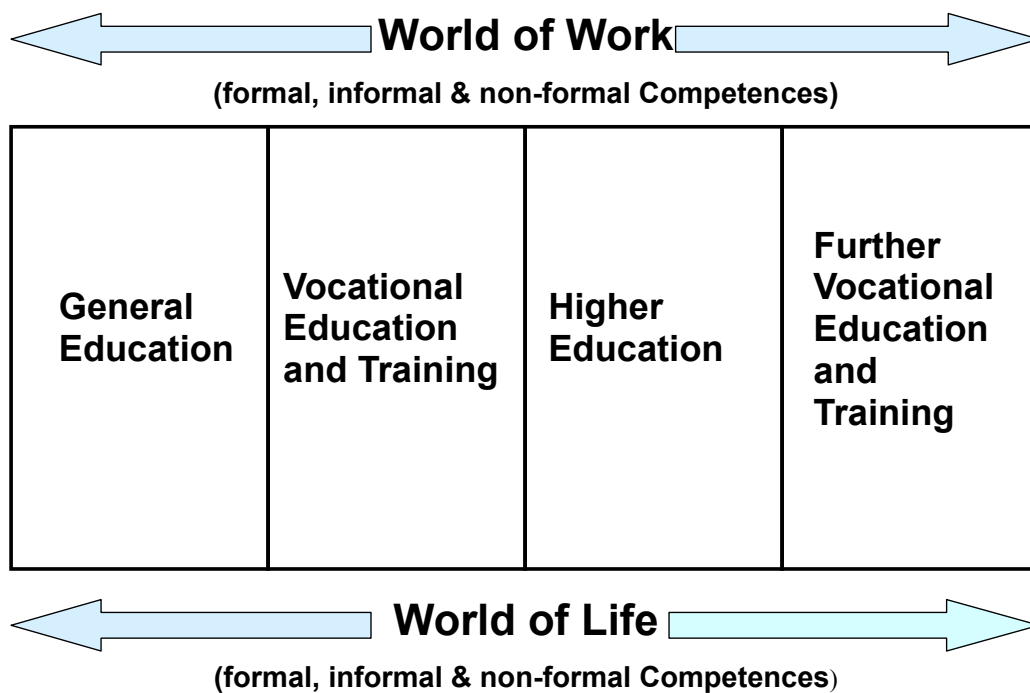 World of Work
(formal, informal & non-formal Competences)
General
Education
Vocational
Education
and Training
Higher
Education
Further
Vocational
Education
and
Training
World of Life
(formal, informal & non-formal Competences)